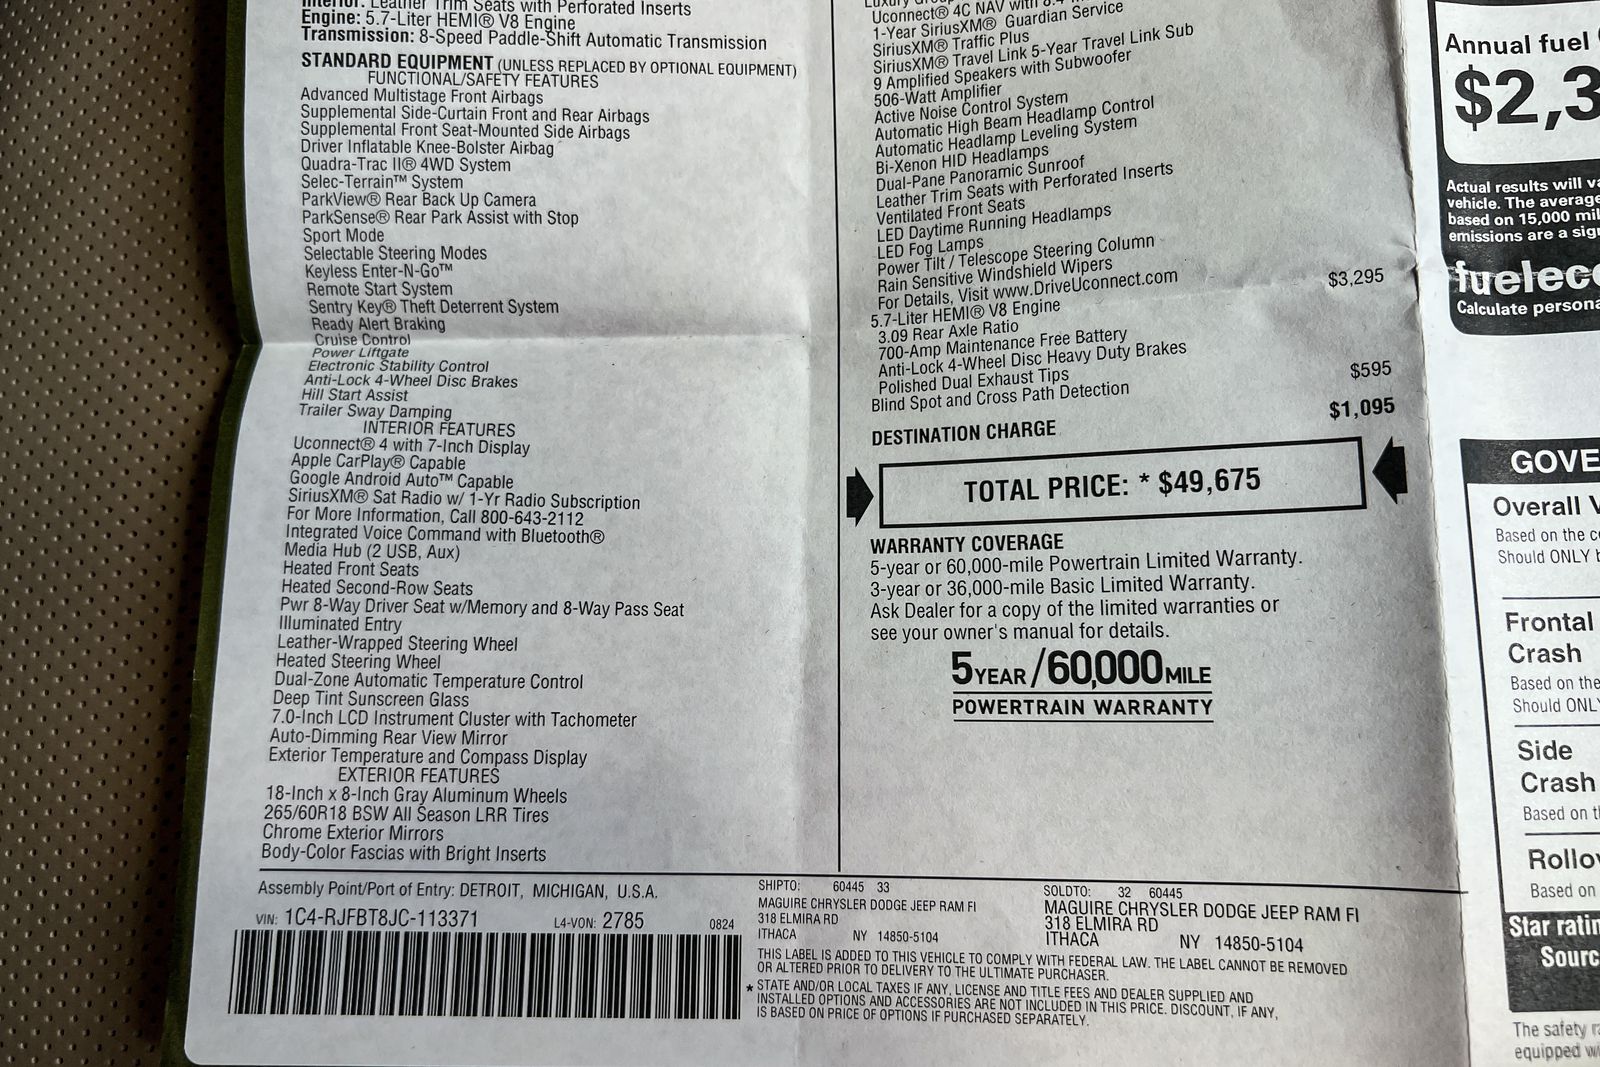 Interior: Leather Trim Seats with Perforated Inserts
Engine: 5.7-Liter HEMI® V8 Engine
Transmission: 8-Speed Paddle-Shift Automatic Transmission
STANDARD EQUIPMENT (UNLESS REPLACED BY OPTIONAL EQUIPMENT)
FUNCTIONAL/SAFETY FEATURES
Advanced Multistage Front Airbags
Supplemental Side-Curtain Front and Rear Airbags
Supplemental Front Seat-Mounted Side Airbags
Driver Inflatable Knee-Bolster Airbag
Quadra-Trac II® 4WD System
Selec-Terrain™ System
ParkView® Rear Back Up Camera
ParkSense® Rear Park Assist with Stop
Sport Mode
Selectable Steering Modes
Keyless Enter-N-Go™
Remote Start System
Sentry Key® Theft Deterrent System
Ready Alert Braking
Cruise Control
Power Liftgate
Electronic Stability Control
Anti-Lock 4-Wheel Disc Brakes
Hill Start Assist
Trailer Sway Damping
INTERIOR FEATURES
Uconnect® 4 with 7-Inch Display
Apple CarPlay® Capable
Google Android Auto™ Capable
SiriusXM® Sat Radio w/ 1-Yr Radio Subscription
For More Information, Call 800-643-2112
Integrated Voice Command with Bluetooth®
Media Hub (2 USB, Aux)
Heated Front Seats
Heated Second-Row Seats
Pwr 8-Way Driver Seat w/Memory and 8-Way Pass Seat
Illuminated Entry
Leather-Wrapped Steering Wheel
Heated Steering Wheel
Dual-Zone Automatic Temperature Control
Deep Tint Sunscreen Glass
7.0-Inch LCD Instrument Cluster with Tachometer
Auto-Dimming Rear View Mirror
Exterior Temperature and Compass Display
EXTERIOR FEATURES
18-Inch x 8-Inch Gray Aluminum Wheels
265/60R18 BSW All Season LRR Tires
Chrome Exterior Mirrors
Body-Color Fascias with Bright Inserts
Luxury
Uconnect® 4C NAV with 8.4
1-Year SiriusXM® Guardian Service
SiriusXM® Traffic Plus
SiriusXM® Travel Link 5-Year Travel Link Sub
9 Amplified Speakers with Subwoofer
506-Watt Amplifier
Active Noise Control System
Automatic High Beam Headlamp Control
Automatic Headlamp Leveling System
Bi-Xenon HID Headlamps
Dual-Pane Panoramic Sunroof
Leather Trim Seats with Perforated Inserts
Ventilated Front Seats
LED Daytime Running Headlamps
LED Fog Lamps
Power Tilt / Telescope Steering Column
Rain Sensitive Windshield Wipers
For Details, Visit www.DriveUconnect.com
5.7-Liter HEMI® V8 Engine $3,295
3.09 Rear Axle Ratio
700-Amp Maintenance Free Battery
Anti-Lock 4-Wheel Disc Heavy Duty Brakes
Polished Dual Exhaust Tips
Blind Spot and Cross Path Detection $595
DESTINATION CHARGE $1,095
TOTAL PRICE: * $49,675
WARRANTY COVERAGE
5-year or 60,000-mile Powertrain Limited Warranty.
3-year or 36,000-mile Basic Limited Warranty.
Ask Dealer for a copy of the limited warranties or
see your owner's manual for details.
5YEAR/60,000MILE
POWERTRAIN WARRANTY
Assembly Point/Port of Entry: DETROIT, MICHIGAN, U.S.A.
VIN: 1C4-RJFBT8JC-113371 L4-VON: 2785 0824
SHIPTO: 60445 33
MAGUIRE CHRYSLER DODGE JEEP RAM FI
318 ELMIRA RD
ITHACA NY 14850-5104
SOLDTO: 32 60445
MAGUIRE CHRYSLER DODGE JEEP RAM FI
318 ELMIRA RD
ITHACA NY 14850-5104
THIS LABEL IS ADDED TO THIS VEHICLE TO COMPLY WITH FEDERAL LAW. THE LABEL CANNOT BE REMOVED
OR ALTERED PRIOR TO DELIVERY TO THE ULTIMATE PURCHASER.
* STATE AND/OR LOCAL TAXES IF ANY, LICENSE AND TITLE FEES AND DEALER SUPPLIED AND
INSTALLED OPTIONS AND ACCESSORIES ARE NOT INCLUDED IN THIS PRICE. DISCOUNT, IF ANY,
IS BASED ON PRICE OF OPTIONS IF PURCHASED SEPARATELY.
Annual fuel
$2,3
Actual results will
vehicle. The average
based on 15,000
emissions are a
fueleco
Calculate
GOVE
Overall
Based on the
Should ONLY
Frontal
Crash
Based on the
Should
Side
Crash
Based on
Rollo
Based on
Star
Sourc
The safety
equipped